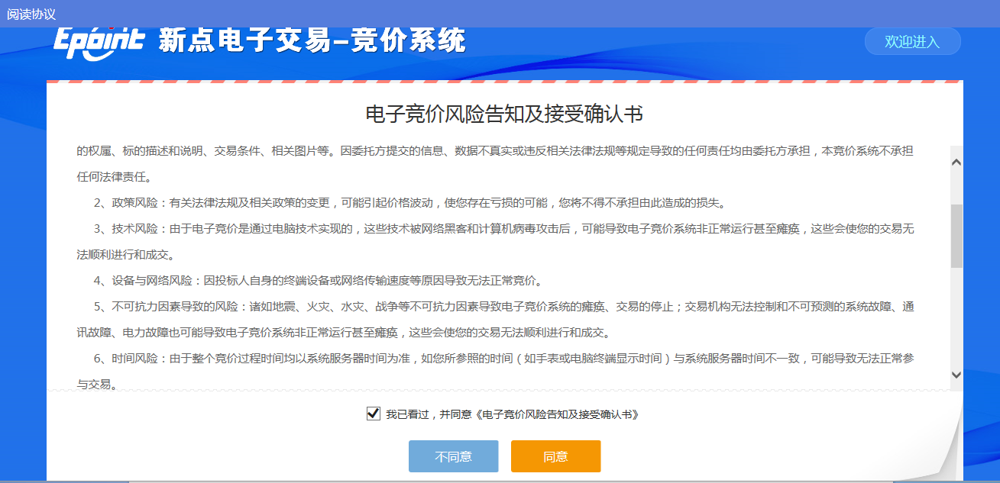 阅读协议
Epoint 新点电子交易-竞价系统
欢迎进入
电子竞价风险告知及接受确认书
的权属、标的描述和说明、交易条件、相关图片等。因委托方提交的信息、数据不真实或违反相关法律法规等规定导致的任何责任均由委托方承担，本竞价系统不承担
任何法律责任。
2、政策风险：有关法律法规及相关政策的变更，可能引起价格波动，使您存在亏损的可能，您将不得不承担由此造成的损失。
3、技术风险：由于电子竞价是通过电脑技术实现的，这些技术被网络黑客和计算机病毒攻击后，可能导致电子竞价系统非正常运行甚至瘫痪，这些会使您的交易无
法顺利进行和成交。
4、设备与网络风险：因投标人自身的终端设备或网络传输速度等原因导致无法正常竞价。
5、不可抗力因素导致的风险：诸如地震、火灾、水灾、战争等不可抗力因素导致电子竞价系统的瘫痪、交易的停止；交易机构无法控制和不可预测的系统故障、通
讯故障、电力故障也可能导致电子竞价系统非正常运行甚至瘫痪，这些会使您的交易无法顺利进行和成交。
6、时间风险：由于整个竞价过程时间均以系统服务器时间为准，如您所参照的时间（如手表或电脑终端显示时间）与系统服务器时间不一致，可能导致无法正常参
与交易。
我已看过，并同意《电子竞价风险告知及接受确认书》
不同意 同意